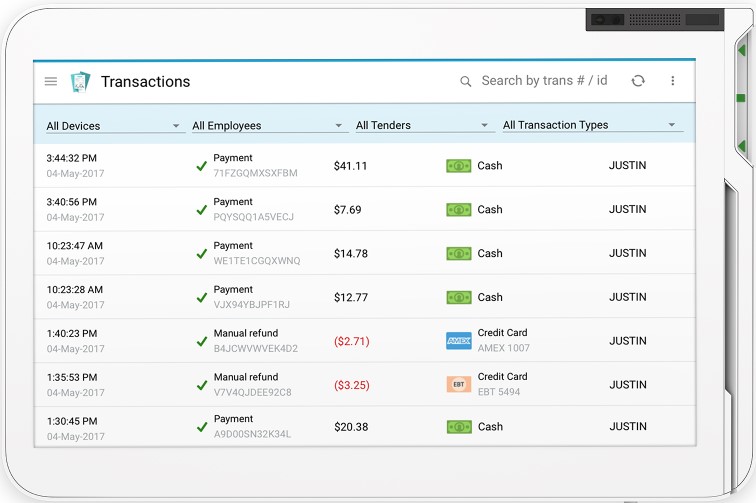 Transactions
Search by trans # / id
All Devices All Employees All Tenders All Transaction Types
3:44:32 PM Payment $41.11 Cash JUSTIN
04-May-2017 71FZGQMXSXFBM
3:40:56 PM Payment $7.69 Cash JUSTIN
04-May-2017 PQYSQQ1A5VECJ
10:23:47 AM Payment $14.78 Cash JUSTIN
04-May-2017 WE1TE1CGQXWNQ
10:23:28 AM Payment $12.77 Cash JUSTIN
04-May-2017 VJX94YBJPF1RJ
1:40:23 PM Manual refund ($2.71) AMEX Credit Card JUSTIN
04-May-2017 B4JCWVWVEK4D2 AMEX 1007
1:35:53 PM Manual refund ($3.25) EBT Credit Card JUSTIN
04-May-2017 V7V4QJDEE92C8 EBT 5494
1:30:45 PM Payment $20.38 Cash JUSTIN
04-May-2017 A9D00SN32K34L